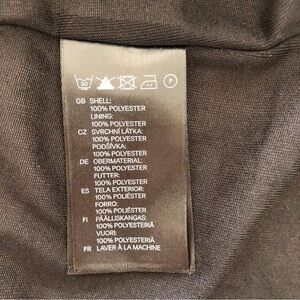 30
P
GB SHELL:
100% POLYESTER
LINING:
100% POLYESTER
CZ SVRCHNÍ LÁTKA:
100% POLYESTER
PODŠÍVKA:
100% POLYESTER
DE OBERMATERIAL:
100% POLYESTER
FUTTER:
100% POLYESTER
ES TELA EXTERIOR:
100% POLIÉSTER
FORRO:
100% POLIÉSTER
FI PÄÄLLISKANGAS:
100% POLYESTERIÄ
VUORI:
100% POLYESTERIÄ
FR LAVER À LA MACHINE